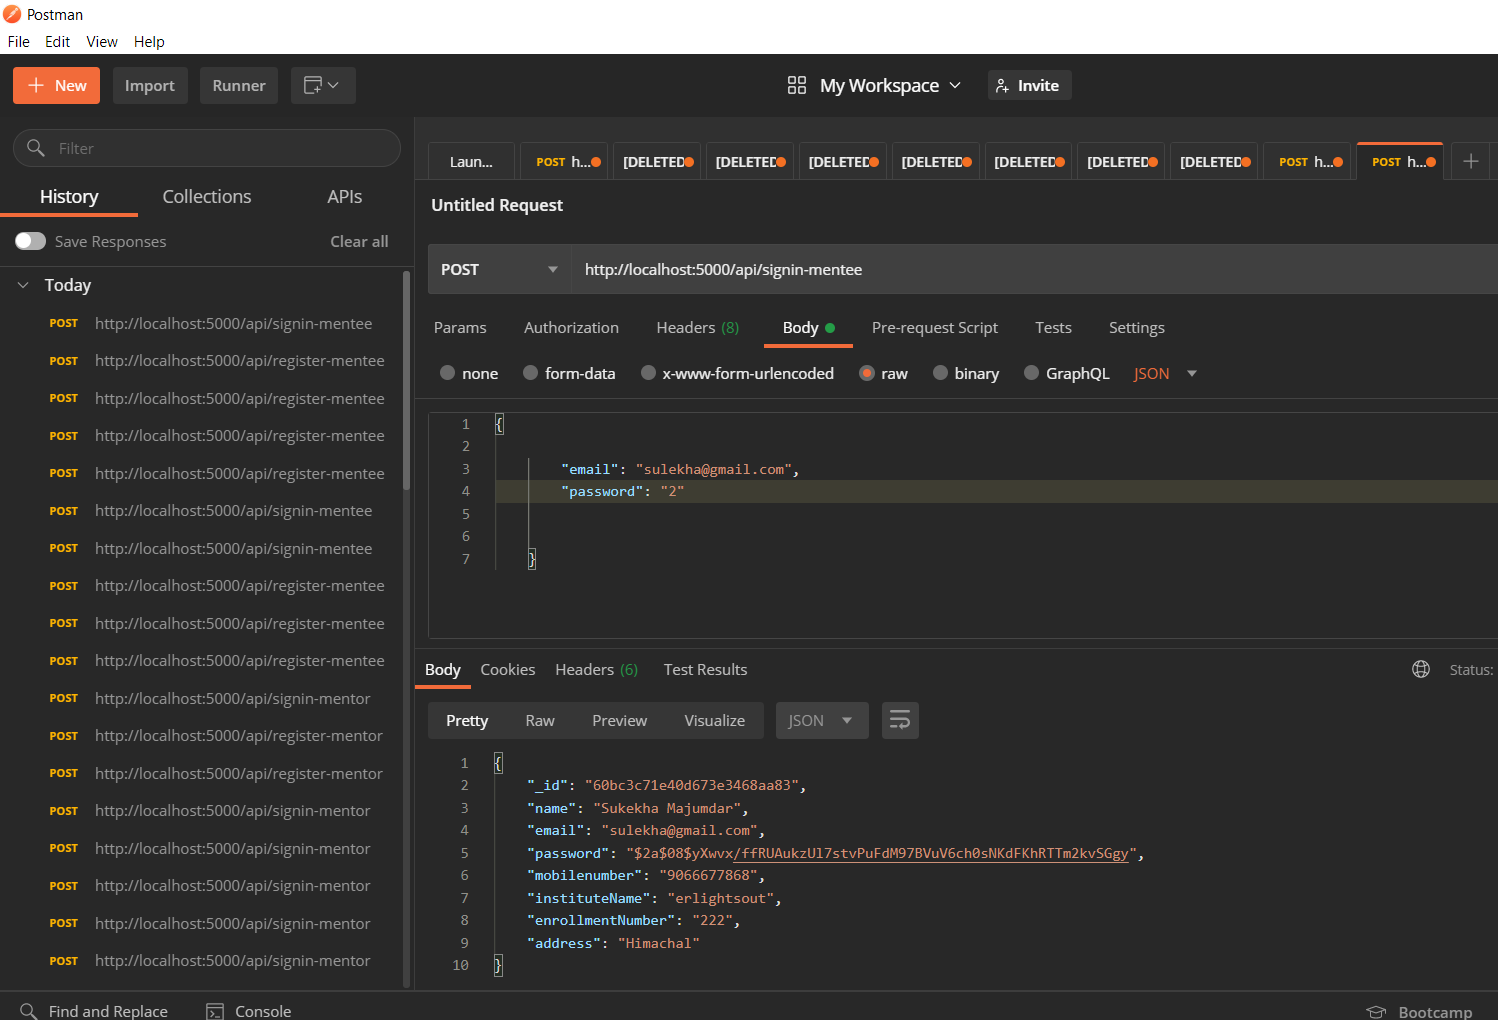 Postman
File Edit View Help
New Import Runner My Workspace Invite
Filter
Laun... POST h... [DELETED [DELETED [DELETED [DELETED [DELETED [DELETED [DELETED POST h... POST h...
History Collections APIs
Save Responses Clear all
Today
POST http://localhost:5000/api/signin-mentee
POST http://localhost:5000/api/register-mentee
POST http://localhost:5000/api/register-mentee
POST http://localhost:5000/api/register-mentee
POST http://localhost:5000/api/register-mentee
POST http://localhost:5000/api/signin-mentee
POST http://localhost:5000/api/signin-mentee
POST http://localhost:5000/api/register-mentee
POST http://localhost:5000/api/register-mentee
POST http://localhost:5000/api/register-mentee
POST http://localhost:5000/api/signin-mentor
POST http://localhost:5000/api/register-mentor
POST http://localhost:5000/api/register-mentor
POST http://localhost:5000/api/signin-mentor
POST http://localhost:5000/api/signin-mentor
POST http://localhost:5000/api/signin-mentor
POST http://localhost:5000/api/signin-mentor
POST http://localhost:5000/api/signin-mentor
Untitled Request
POST http://localhost:5000/api/signin-mentee
Params Authorization Headers (8) Body Pre-request Script Tests Settings
none form-data x-www-form-urlencoded raw binary GraphQL JSON
1 {
2
3 "email": "sulekha@gmail.com",
4 "password": "2"
5
6
7 }
Body Cookies Headers (6) Test Results Status:
Pretty Raw Preview Visualize JSON
1 {
2 "_id": "60bc3c71e40d673e3468aa83",
3 "name": "Sukekha Majumdar",
4 "email": "sulekha@gmail.com",
5 "password": "$2a$08$yXwvx/ffRUAukzUl7stvPuFdM97BVuV6ch0sNKdFKhRTTm2kvSGgy",
6 "mobilenumber": "9066677868",
7 "instituteName": "erlightsout",
8 "enrollmentNumber": "222",
9 "address": "Himachal"
10 }
Find and Replace Console Bootcamp